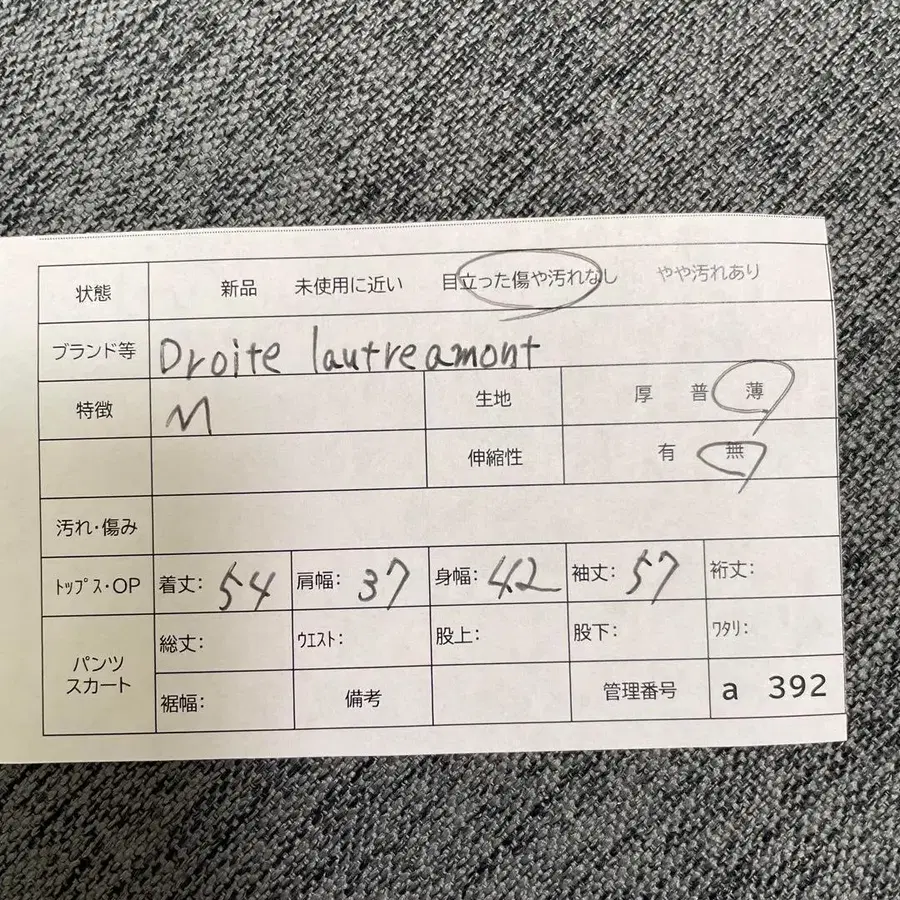 状態 新品 未使用に近い 目立った傷や汚れなし やや汚れあり
ブランド等 Droite lautreamont
特徴 M 生地 厚 普 薄
伸縮性 有 無
汚れ・傷み
ﾄｯﾌﾟｽ・OP 着丈: 54 肩幅: 37 身幅: 42 袖丈: 57 裄丈:
パンツ
スカート
総丈: ｳｴｽﾄ: 股上: 股下: ﾜﾀﾘ:
裾幅: 備考 管理番号 a 392